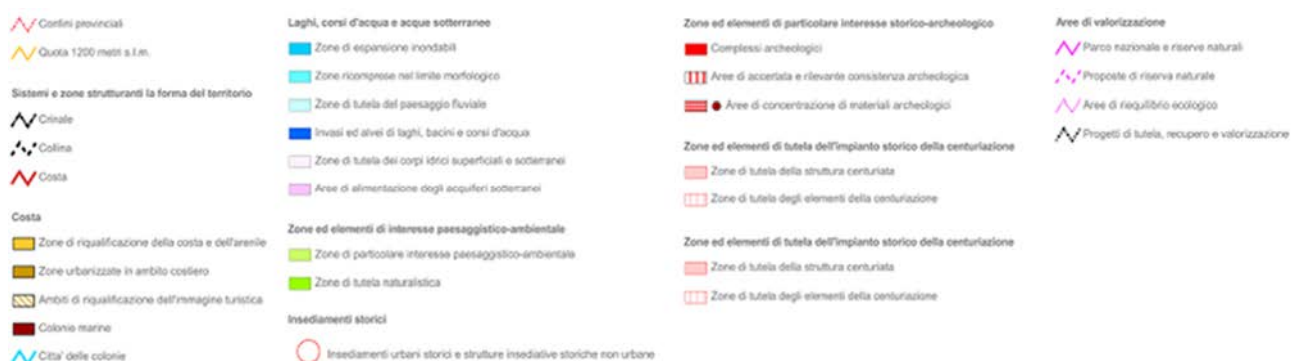 Confini provinciali
Quota 1200 metri s.l.m.
Sistemi e zone strutturanti la forma del territorio
Crinale
Collina
Costa
Costa
Zone di riqualificazione della costa e dell'arenile
Zone urbanizzate in ambito costiero
Ambiti di riqualificazione dell'immagine turistica
Colonie marine
Citta' delle colonie
Laghi, corsi d'acqua e acque sotterranee
Zone di espansione inondabili
Zone ricomprese nel limite morfologico
Zone di tutela del paesaggio fluviale
Invasi ed alvei di laghi, bacini e corsi d'acqua
Zone di tutela dei corpi idrici superficiali e sotterranei
Aree di alimentazione degli acquiferi sotterranei
Zone ed elementi di interesse paesaggistico-ambientale
Zone di particolare interesse paesaggistico-ambientale
Zone di tutela naturalistica
Insediamenti storici
Insediamenti urbani storici e strutture insediative storiche non urbane
Zone ed elementi di particolare interesse storico-archeologico
Complessi archeologici
Aree di accertata e rilevante consistenza archeologica
Aree di concentrazione di materiali archeologici
Zone ed elementi di tutela dell'impianto storico della centuriazione
Zone di tutela della struttura centuriata
Zone di tutela degli elementi della centuriazione
Zone ed elementi di tutela dell'impianto storico della centuriazione
Zone di tutela della struttura centuriata
Zone di tutela degli elementi della centuriazione
Aree di valorizzazione
Parco nazionale e riserve naturali
Proposte di riserva naturale
Aree di riequilibrio ecologico
Progetti di tutela, recupero e valorizzazione